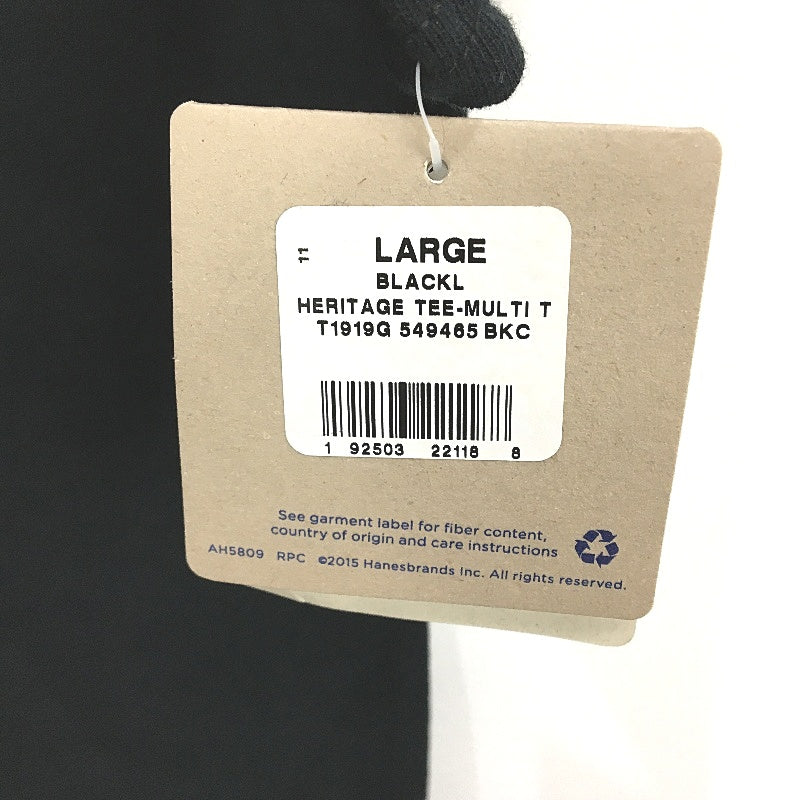 11
LARGE
BLACKL
HERITAGE TEE-MULTI T
T1919G 549465 BKC
1 92503 22118 8
See garment label for fiber content,
country of origin and care instructions
AH5809 RPC ©2015 Hanesbrands Inc. All rights reserved.